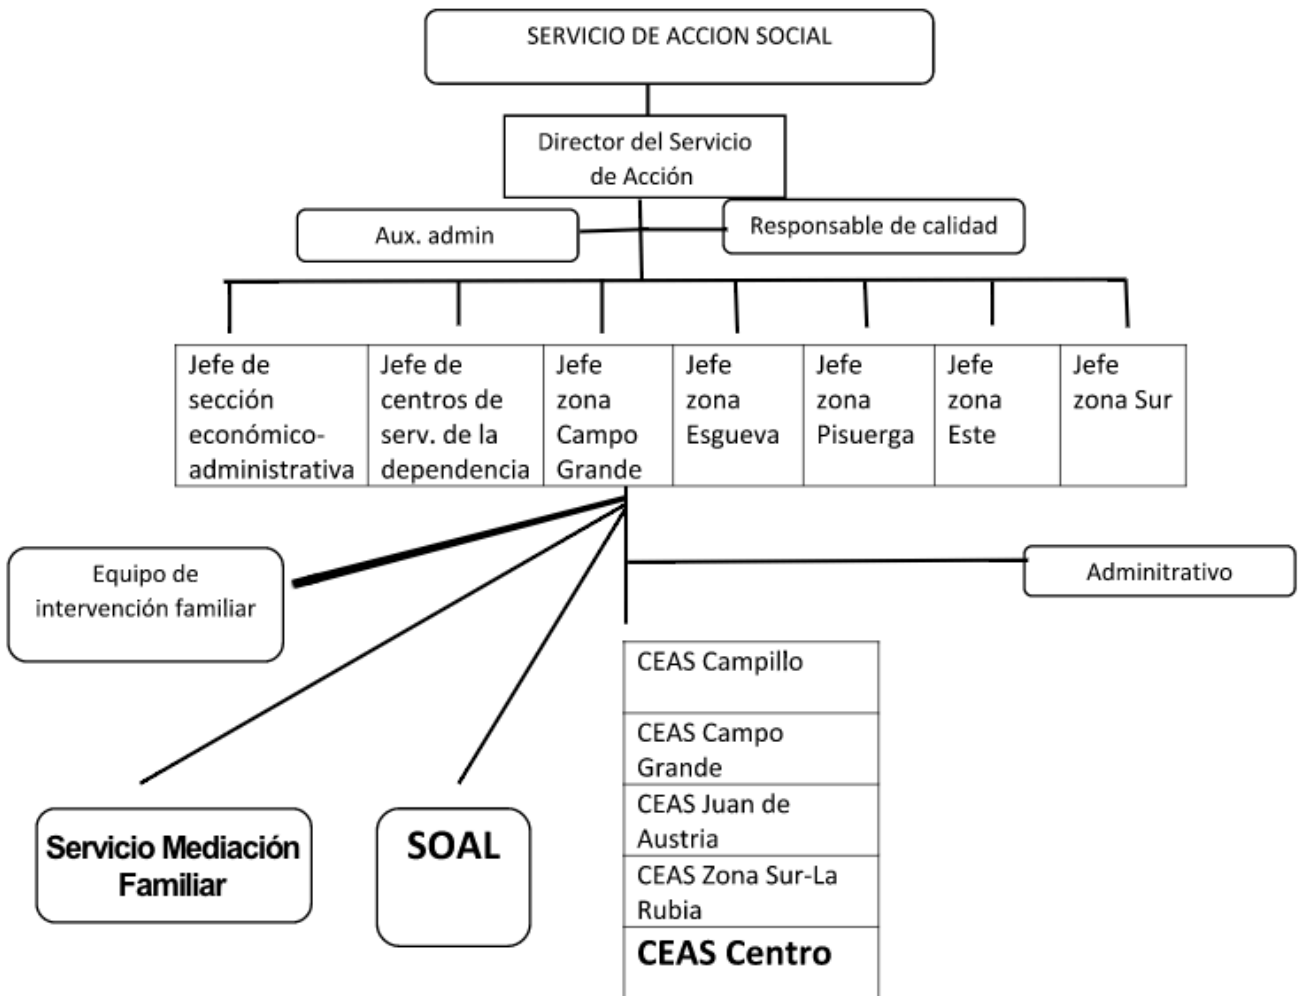 SERVICIO DE ACCION SOCIAL
Director del Servicio
de Acción
Aux. admin
Responsable de calidad
Jefe de
sección
económico-
administrativa
Jefe de
centros de
serv. de la
dependencia
Jefe
zona
Campo
Grande
Jefe
zona
Esgueva
Jefe
zona
Pisuerga
Jefe
zona
Este
Jefe
zona Sur
Equipo de
intervención familiar
Adminitrativo
Servicio Mediación
Familiar
SOAL
CEAS Campillo
CEAS Campo
Grande
CEAS Juan de
Austria
CEAS Zona Sur-La
Rubia
CEAS Centro